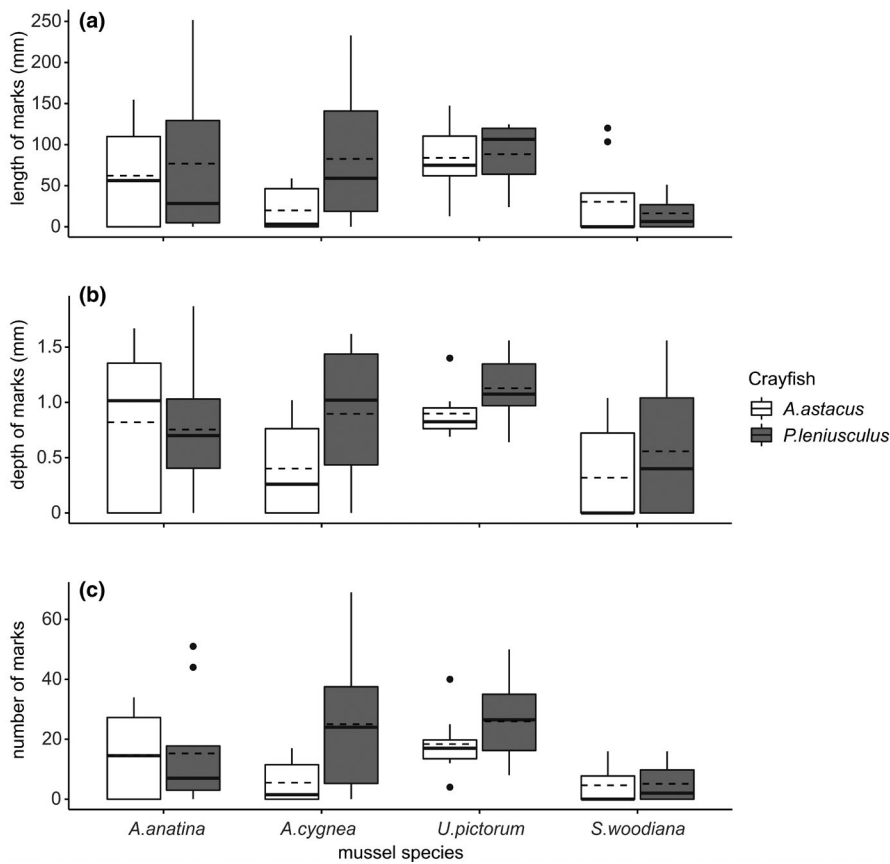 (a)
length of marks (mm)
250
200
150
100
50
0
(b)
depth of marks (mm)
1.5
1.0
0.5
0
Crayfish
A.astacus
P.leniusculus
(c)
number of marks
60
40
20
0
A.anatina A.cygnea U.pictorum S.woodiana
mussel species